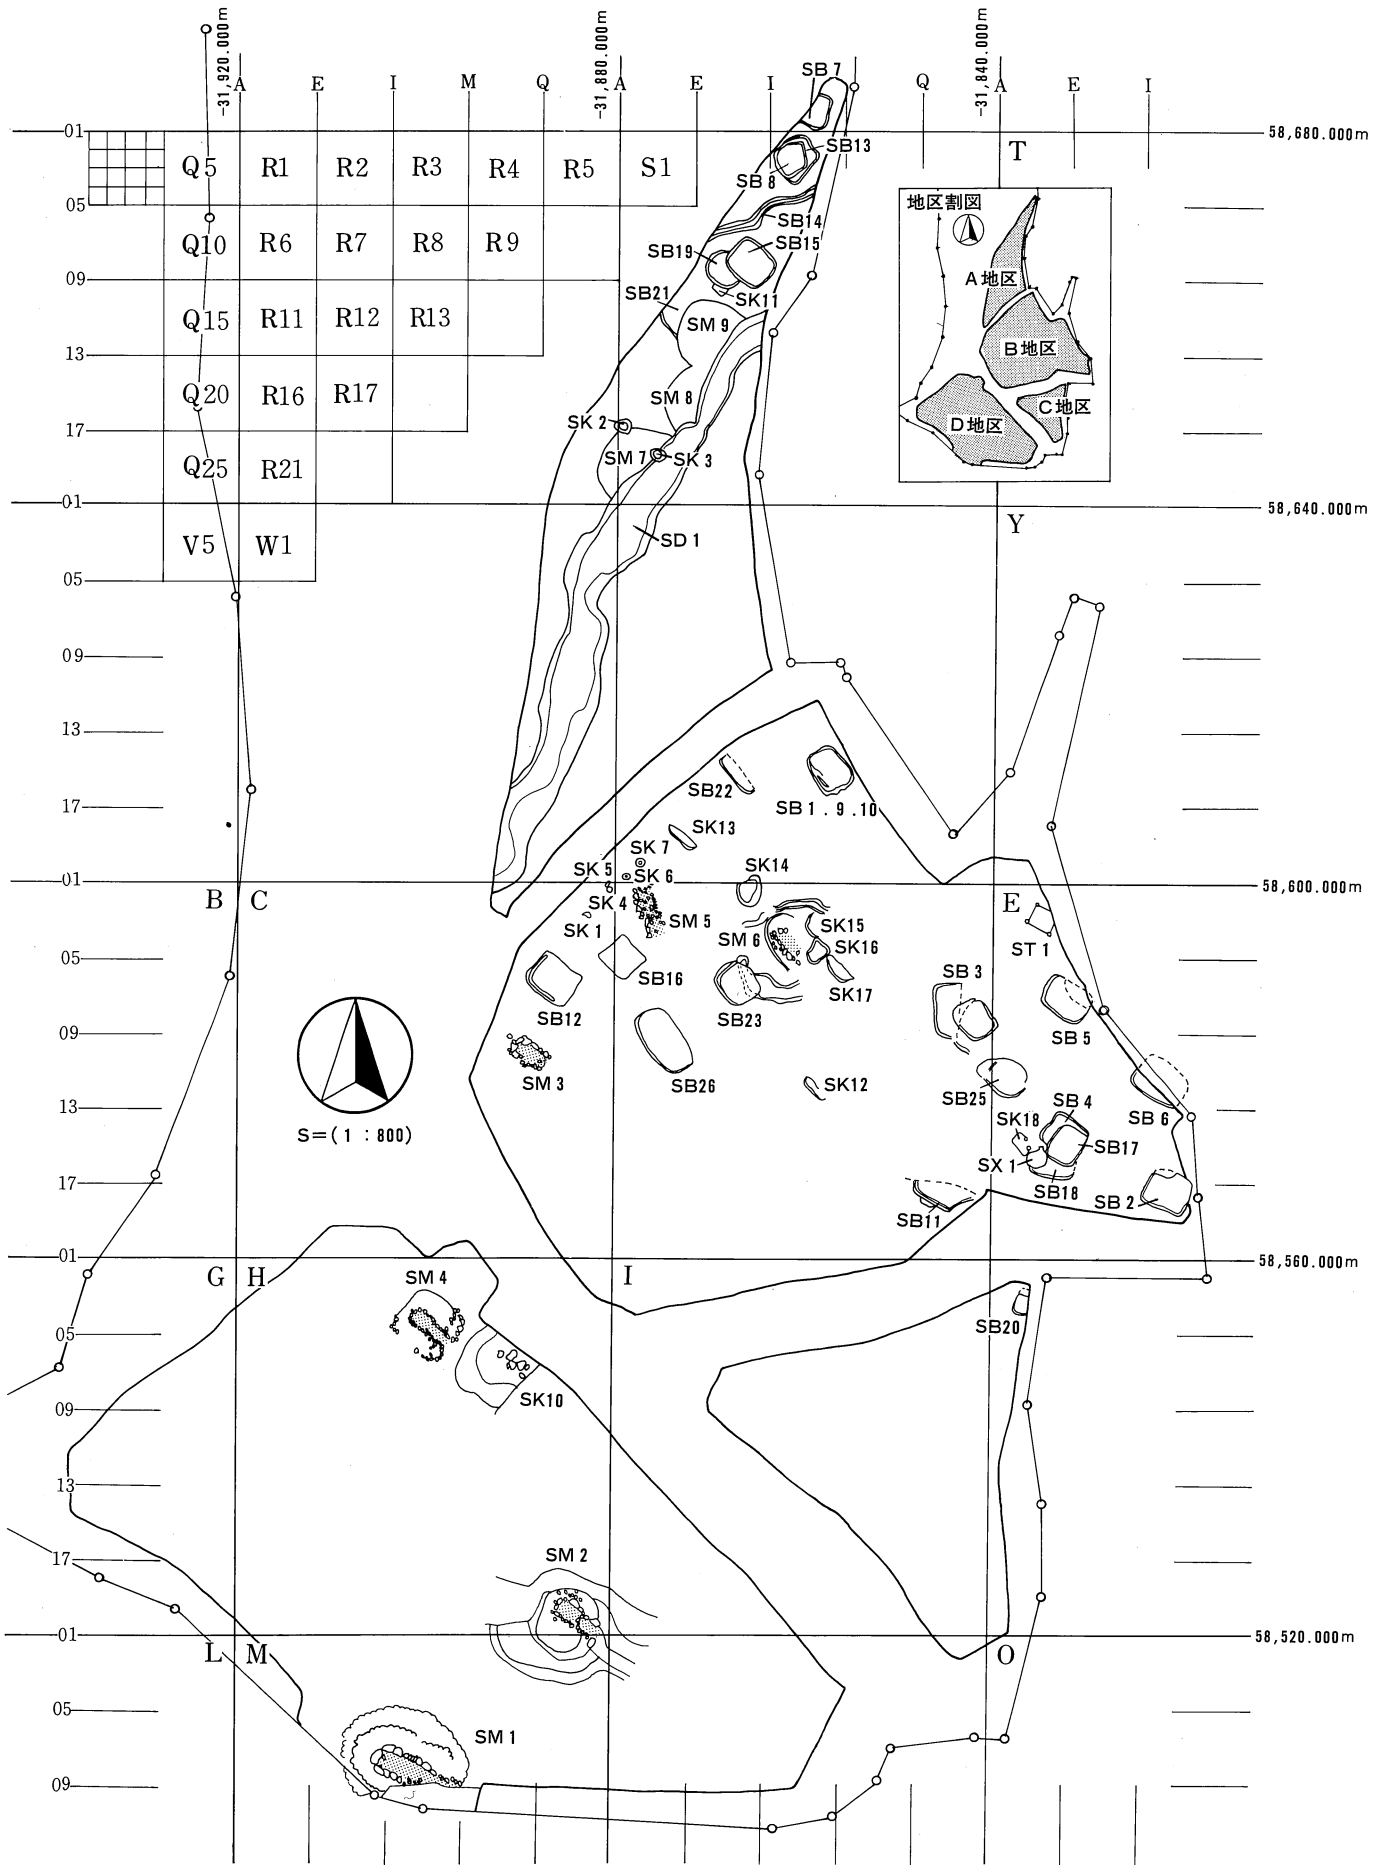 -31,920.000m
-31,880.000m
-31,840.000m
A E I M Q A E I Q A E I
SB 7
01
58,680.000m
SB13
T
Q5 R1 R2 R3 R4 R5 S1
SB 8
地区割図
05
SB14
Q10 R6 R7 R8 R9
SB19
SB15
A地区
09
SB21
SK11
Q15 R11 R12 R13
SM 9
B地区
13
Q20 R16 R17
SM 8
C地区
SK 2
D地区
17
SM 7
SK 3
Q25 R21
01
58,640.000m
Y
V5 W1
SD 1
05
09
13
SB22
SB 1 . 9 . 10
17
SK13
SK 7
SK 5
SK 6
SK14
01
58,600.000m
B C
E
SK 4
SM 5
SK15
SK 1
SM 6
SK16
ST 1
05
SB16
SB 3
SK17
SB12
SB23
09
SB 5
SM 3
SB26
SK12
SB25
SB 4
SB 6
13
SK18
S=(1 : 800)
SB17
SX 1
17
SB18
SB 2
SB11
01
58,560.000m
G H
SM 4
I
SB20
05
SK10
09
13
17
SM 2
01
58,520.000m
L M
O
05
SM 1
09